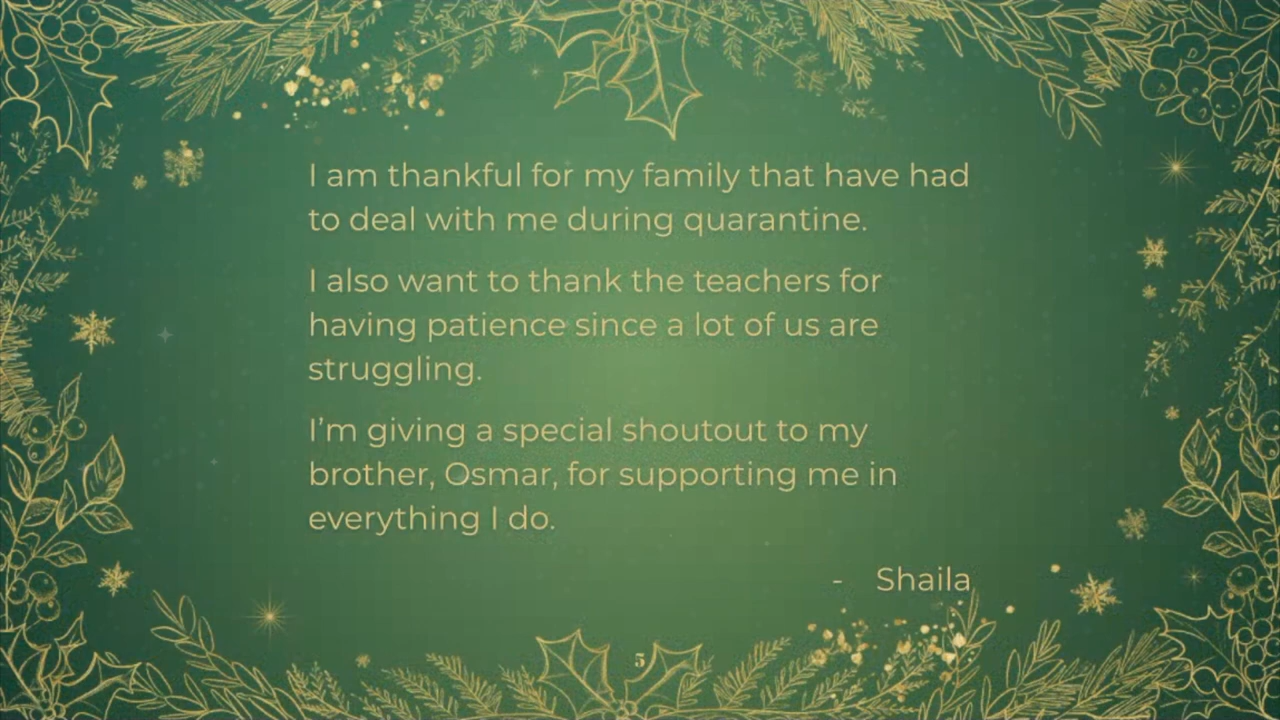 I am thankful for my family that have had
to deal with me during quarantine.
I also want to thank the teachers for
having patience since a lot of us are
struggling.
I’m giving a special shoutout to my
brother, Osmar, for supporting me in
everything I do.
- Shaila
5